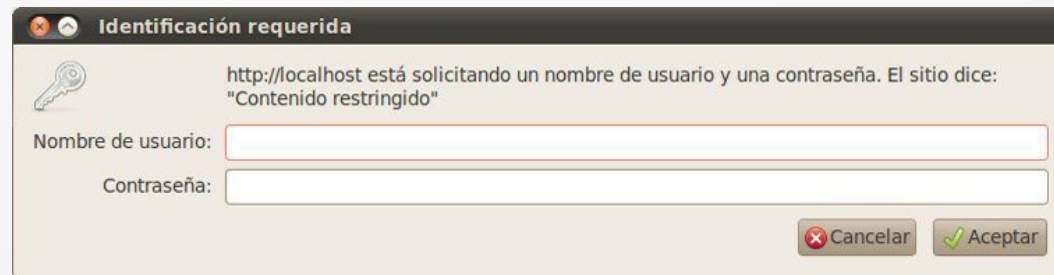 Identificación requerida
http://localhost está solicitando un nombre de usuario y una contraseña. El sitio dice:
"Contenido restringido"
Nombre de usuario:
Contraseña:
Cancelar
Aceptar